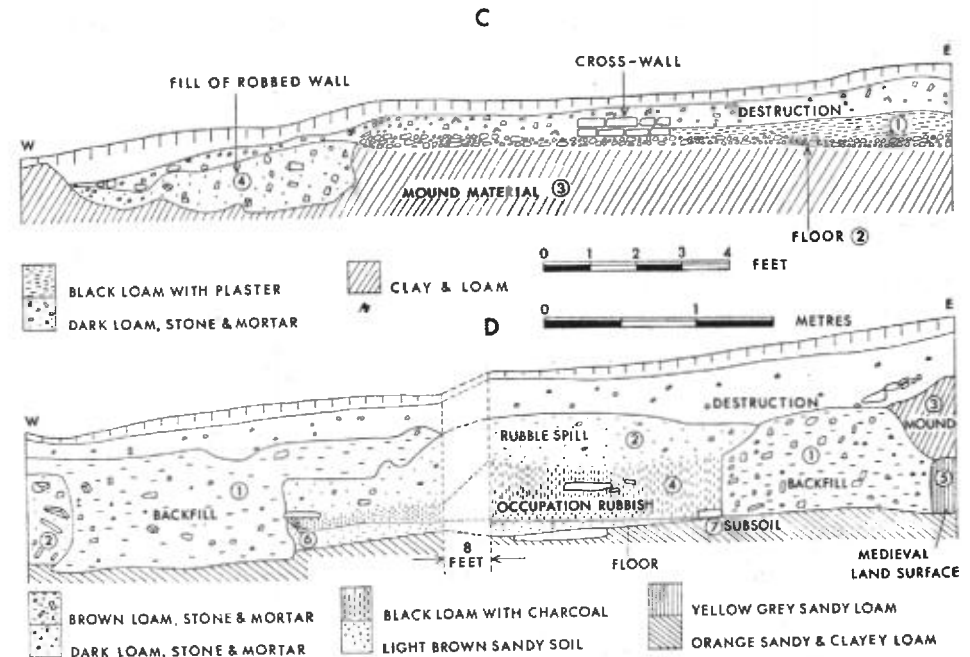 C
E
CROSS-WALL
FILL OF ROBBED WALL
DESTRUCTION
W
1
4
MOUND MATERIAL 3
FLOOR 2
0 1 2 3 4
FEET
BLACK LOAM WITH PLASTER
CLAY & LOAM
DARK LOAM, STONE & MORTAR
0 1
METRES
D
E
W
DESTRUCTION
3
MOUND
RUBBLE SPILL
2
1
1
4
5
BACKFILL
BACKFILL
OCCUPATION RUBBISH
2
7 SUBSOIL
6
8
FEET
FLOOR
MEDIEVAL
LAND SURFACE
BROWN LOAM, STONE & MORTAR
BLACK LOAM WITH CHARCOAL
YELLOW GREY SANDY LOAM
DARK LOAM, STONE & MORTAR
LIGHT BROWN SANDY SOIL
ORANGE SANDY & CLAYEY LOAM